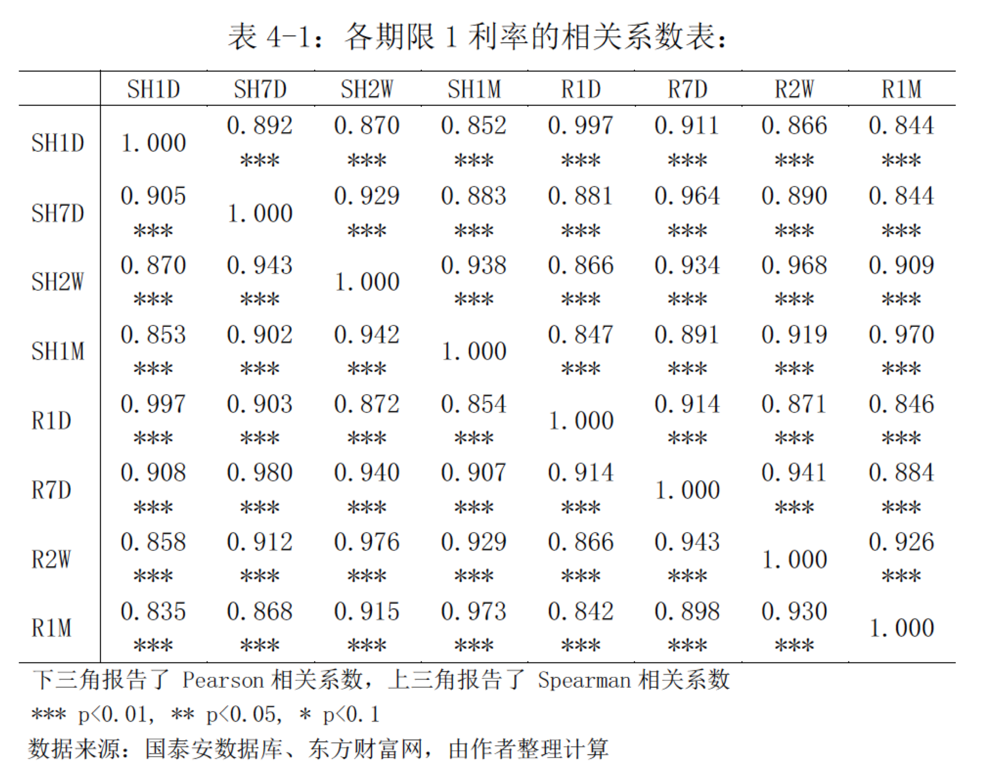 表 4-1：各期限 1 利率的相关系数表：
SH1D SH7D SH2W SH1M R1D R7D R2W R1M
SH1D 1.000 0.892 0.870 0.852 0.997 0.911 0.866 0.844
*** *** *** *** *** *** ***
SH7D 0.905 1.000 0.929 0.883 0.881 0.964 0.890 0.844
*** *** *** *** *** *** ***
SH2W 0.870 0.943 1.000 0.938 0.866 0.934 0.968 0.909
*** *** *** *** *** *** ***
SH1M 0.853 0.902 0.942 1.000 0.847 0.891 0.919 0.970
*** *** *** *** *** *** ***
R1D 0.997 0.903 0.872 0.854 1.000 0.914 0.871 0.846
*** *** *** *** *** *** ***
R7D 0.908 0.980 0.940 0.907 0.914 1.000 0.941 0.884
*** *** *** *** *** *** ***
R2W 0.858 0.912 0.976 0.929 0.866 0.943 1.000 0.926
*** *** *** *** *** *** ***
R1M 0.835 0.868 0.915 0.973 0.842 0.898 0.930 1.000
*** *** *** *** *** *** ***
下三角报告了 Pearson 相关系数，上三角报告了 Spearman 相关系数
*** p<0.01, ** p<0.05, * p<0.1
数据来源：国泰安数据库、东方财富网，由作者整理计算